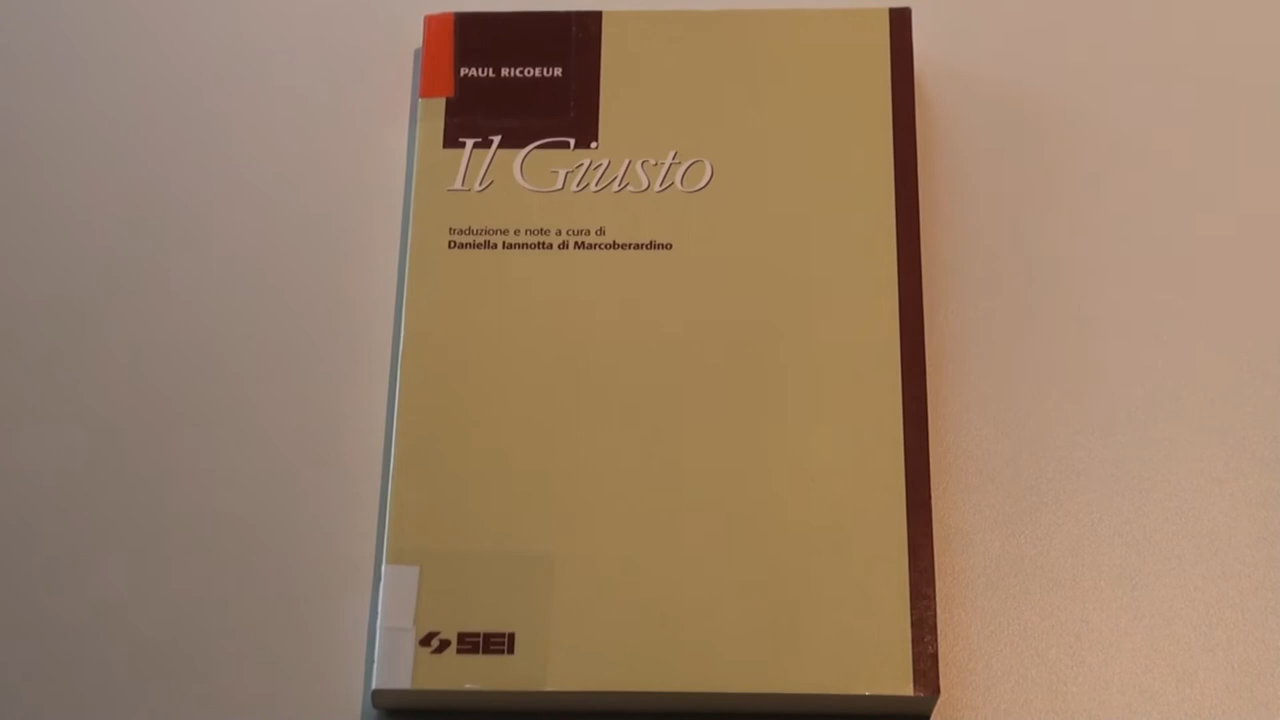 PAUL RICOEUR
Il Giusto
traduzione e note a cura di
Daniella Iannotta di Marcoberardino
SEI